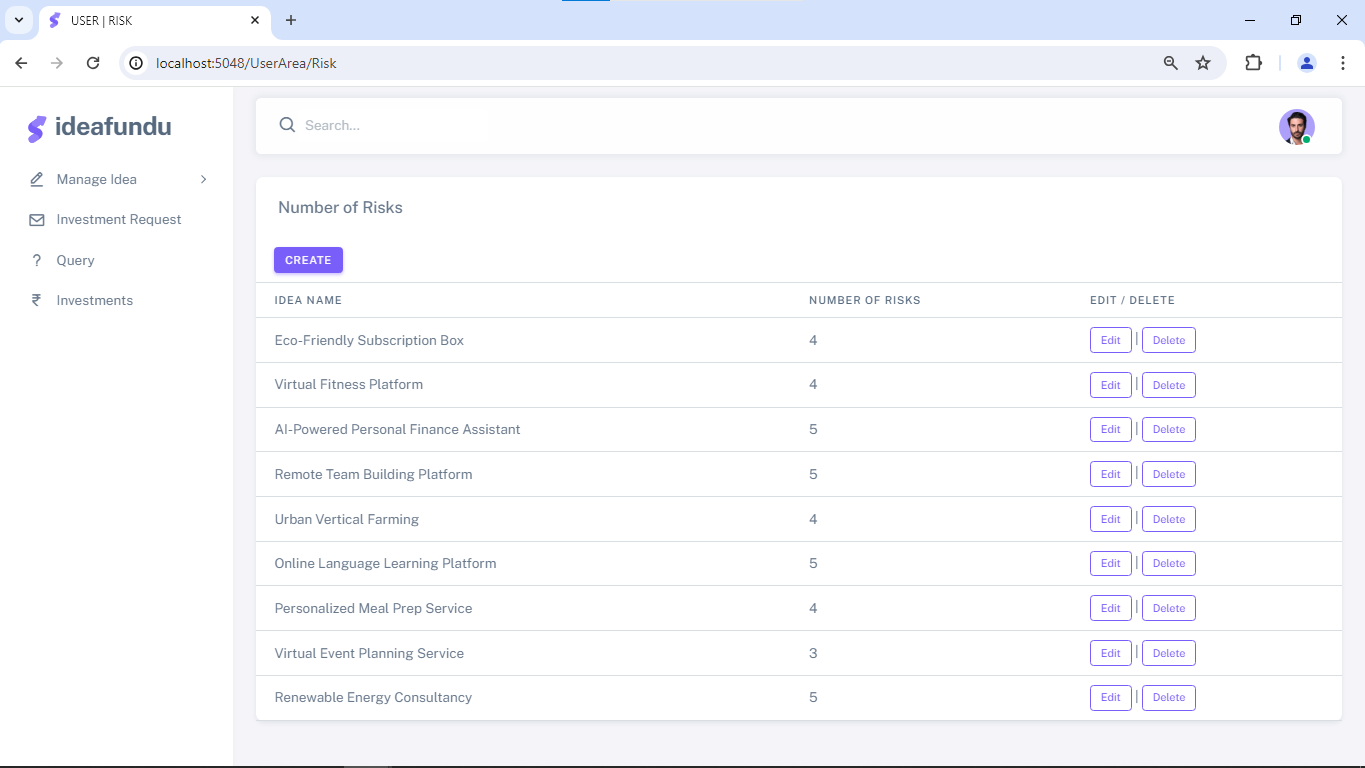 USER | RISK
localhost:5048/UserArea/Risk
ideafundu
Search...
Manage Idea
Investment Request
? Query
₹ Investments
Number of Risks
CREATE
IDEA NAME NUMBER OF RISKS EDIT / DELETE
Eco-Friendly Subscription Box 4 Edit | Delete
Virtual Fitness Platform 4 Edit | Delete
AI-Powered Personal Finance Assistant 5 Edit | Delete
Remote Team Building Platform 5 Edit | Delete
Urban Vertical Farming 4 Edit | Delete
Online Language Learning Platform 5 Edit | Delete
Personalized Meal Prep Service 4 Edit | Delete
Virtual Event Planning Service 3 Edit | Delete
Renewable Energy Consultancy 5 Edit | Delete